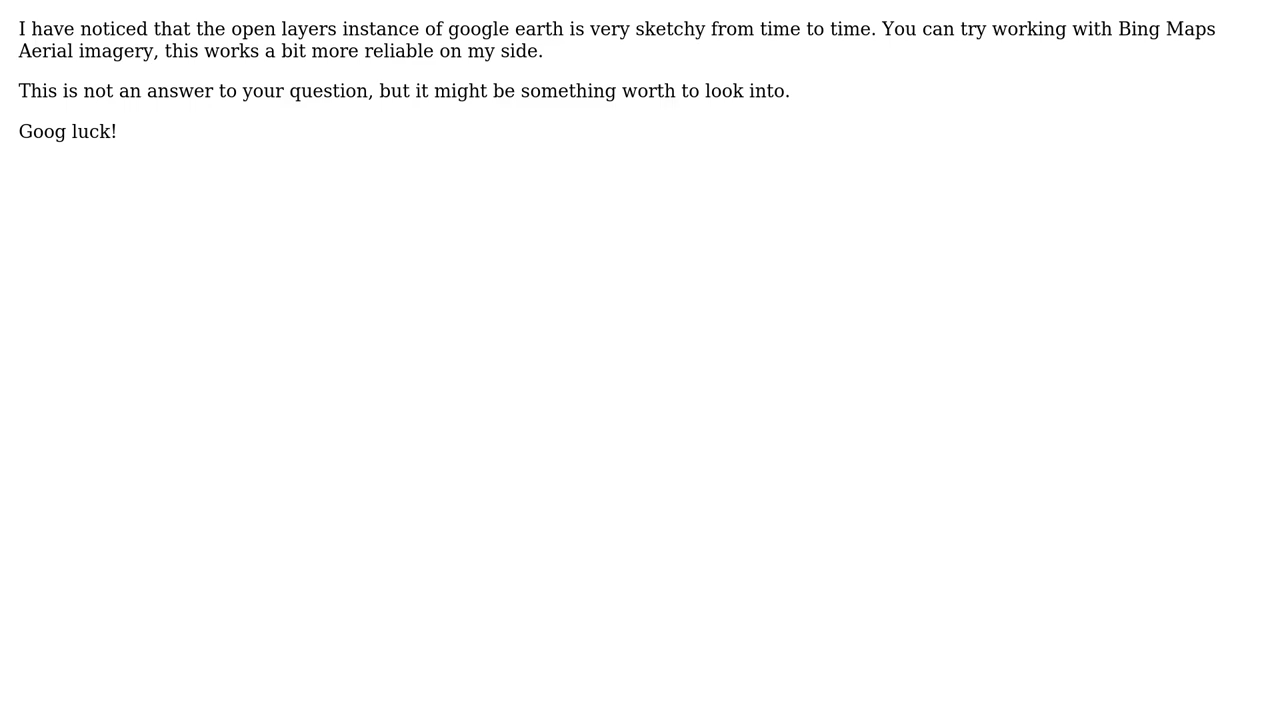 I have noticed that the open layers instance of google earth is very sketchy from time to time. You can try working with Bing Maps
Aerial imagery, this works a bit more reliable on my side.
This is not an answer to your question, but it might be something worth to look into.
Goog luck!